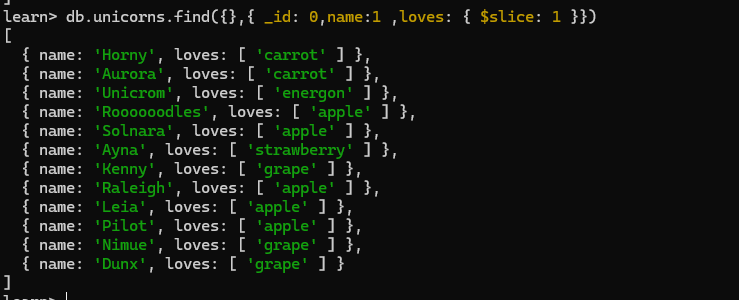 ]
learn> db.unicorns.find({},{ _id: 0,name:1 ,loves: { $slice: 1 }})
[
  { name: 'Horny', loves: [ 'carrot' ] },
  { name: 'Aurora', loves: [ 'carrot' ] },
  { name: 'Unicrom', loves: [ 'energon' ] },
  { name: 'Roooooodles', loves: [ 'apple' ] },
  { name: 'Solnara', loves: [ 'apple' ] },
  { name: 'Ayna', loves: [ 'strawberry' ] },
  { name: 'Kenny', loves: [ 'grape' ] },
  { name: 'Raleigh', loves: [ 'apple' ] },
  { name: 'Leia', loves: [ 'apple' ] },
  { name: 'Pilot', loves: [ 'apple' ] },
  { name: 'Nimue', loves: [ 'grape' ] },
  { name: 'Dunx', loves: [ 'grape' ] }
]
learn>